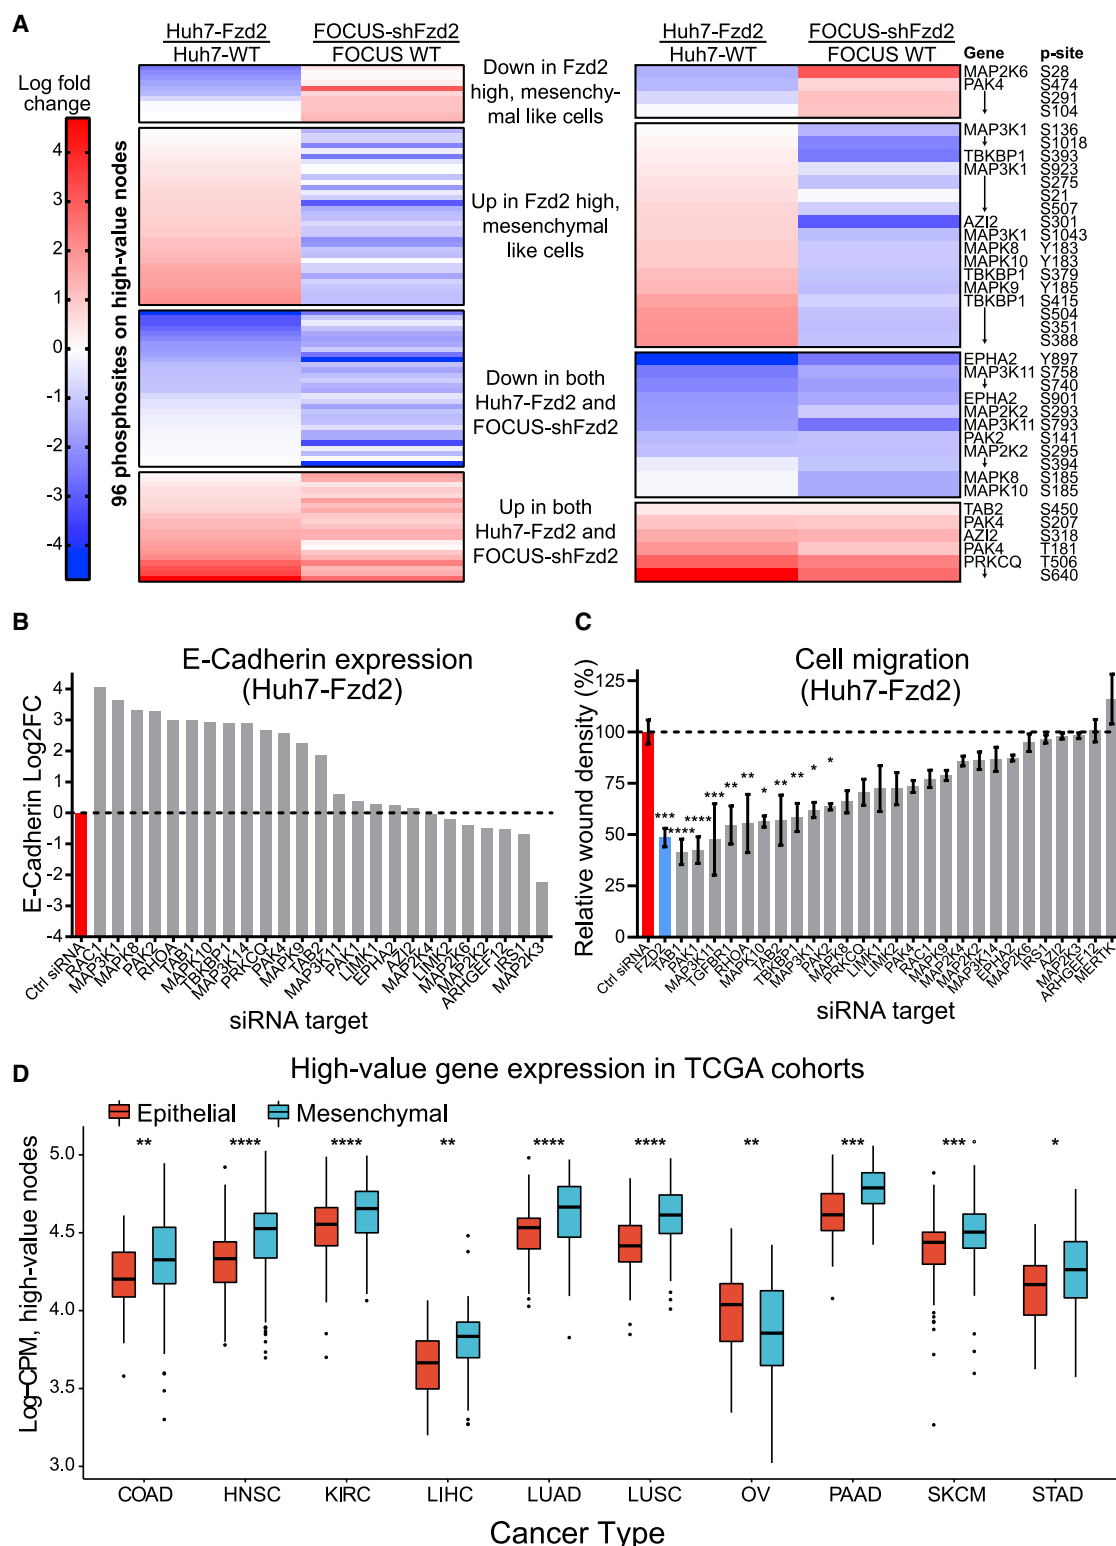 A
Huh7-Fzd2
Huh7-WT
FOCUS-shFzd2
FOCUS WT
Log fold
change
4
3
2
1
0
-1
-2
-3
-4
96 phosphosites on high-value nodes
Down in Fzd2
high, mesenchy-
mal like cells
Up in Fzd2 high,
mesenchymal
like cells
Down in both
Huh7-Fzd2 and
FOCUS-shFzd2
Up in both
Huh7-Fzd2 and
FOCUS-shFzd2
Huh7-Fzd2
Huh7-WT
FOCUS-shFzd2
FOCUS WT
Gene p-site
MAP2K6 S28
PAK4 S474
S291
S104
MAP3K1 S136
S1018
TBKBP1 S393
MAP3K1 S923
S275
S21
S507
AZI2 S301
MAP3K1 S1043
MAPK8 Y183
MAPK10 Y183
TBKBP1 S379
MAPK9 Y185
TBKBP1 S415
S504
S351
S388
EPHA2 Y897
MAP3K11 S758
S740
EPHA2 S901
MAP2K2 S293
MAP3K11 S793
PAK2 S141
MAP2K2 S295
S394
MAPK8 S185
MAPK10 S185
TAB2 S450
PAK4 S207
AZI2 S318
PAK4 T181
PRKCQ T506
S640
B
E-Cadherin expression
(Huh7-Fzd2)
E-Cadherin Log2FC
4
3
2
1
0
-1
-2
-3
-4
Ctrl siRNA
RAC1
MAP3K1
MAPK8
PAK2
RHOA
TAB1
MAPK10
TBKBP1
MAP3K14
PRKCQ
PAK4
MAPK9
TAB2
MAP3K11
PAK1
LIMK1
EPHA2
AZI2
MAP2K4
LIMK2
MAP2K6
MAP2K2
ARHGEF12
IRS1
MAP2K3
siRNA target
C
Cell migration
(Huh7-Fzd2)
Relative wound density (%)
125
100
75
50
25
0
***
****
****
***
**
**
*
**
**
*
*
Ctrl siRNA
FZD2
TAB1
PAK1
MAP3K11
TGFBR1
RHOA
MAPK10
TAB2
TBKBP1
MAP3K1
PAK2
MAPK8
PRKCQ
LIMK1
LIMK2
PAK4
RAC1
MAPK9
MAP2K4
MAP2K2
MAP3K14
EPHA2
MAP2K6
IRS1
AZI2
MAP2K3
ARHGEF12
MERTK
siRNA target
D
High-value gene expression in TCGA cohorts
Epithelial Mesenchymal
Log CPM, high-value nodes
5.0
4.5
4.0
3.5
3.0
** **** **** ** **** **** ** *** *** *
COAD HNSC KIRC LIHC LUAD LUSC OV PAAD SKCM STAD
Cancer Type